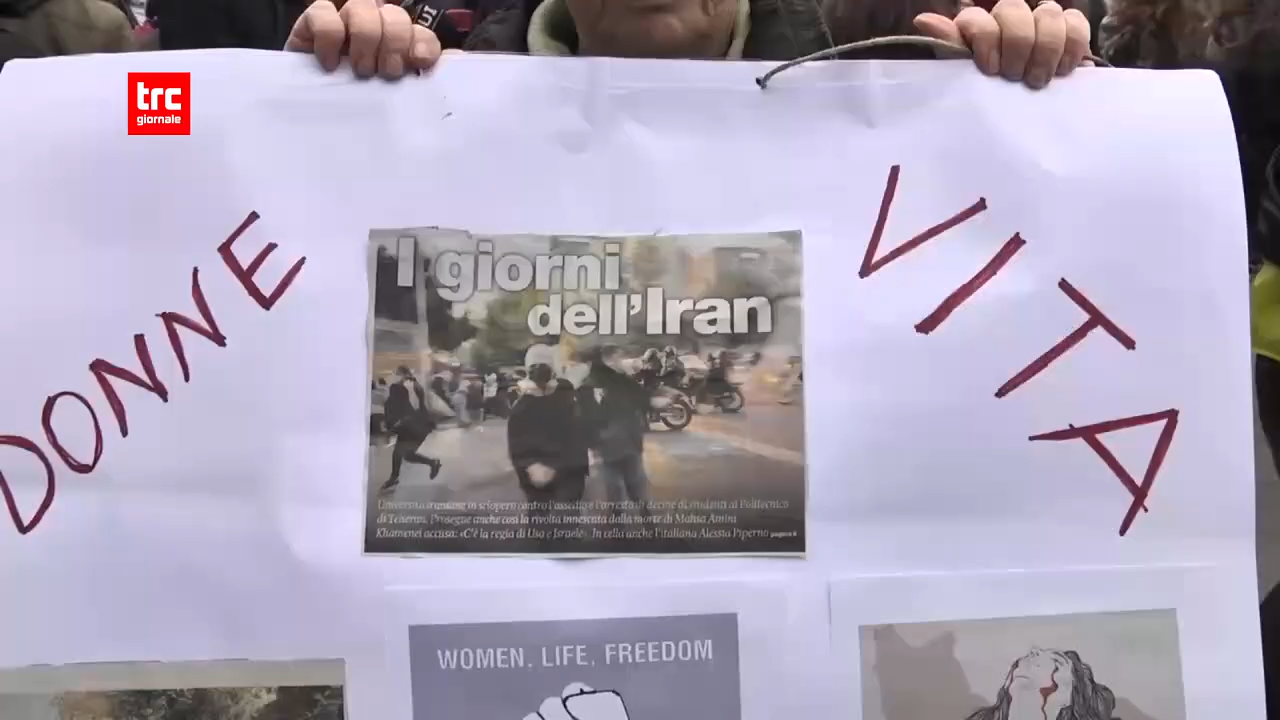 trc
giornale
DONNE
VITA
I giorni
dell'Iran
Università iraniane in sciopero contro l'assedio e l'arresto di decine di studenti al Politecnico
di Teheran. Prosegue anche così la rivolta innescata dalla morte di Mahsa Amini
Khamenei accusa: «C'è la regia di Usa e Israele». In cella anche l'italiana Alessia Piperno
WOMEN. LIFE, FREEDOM